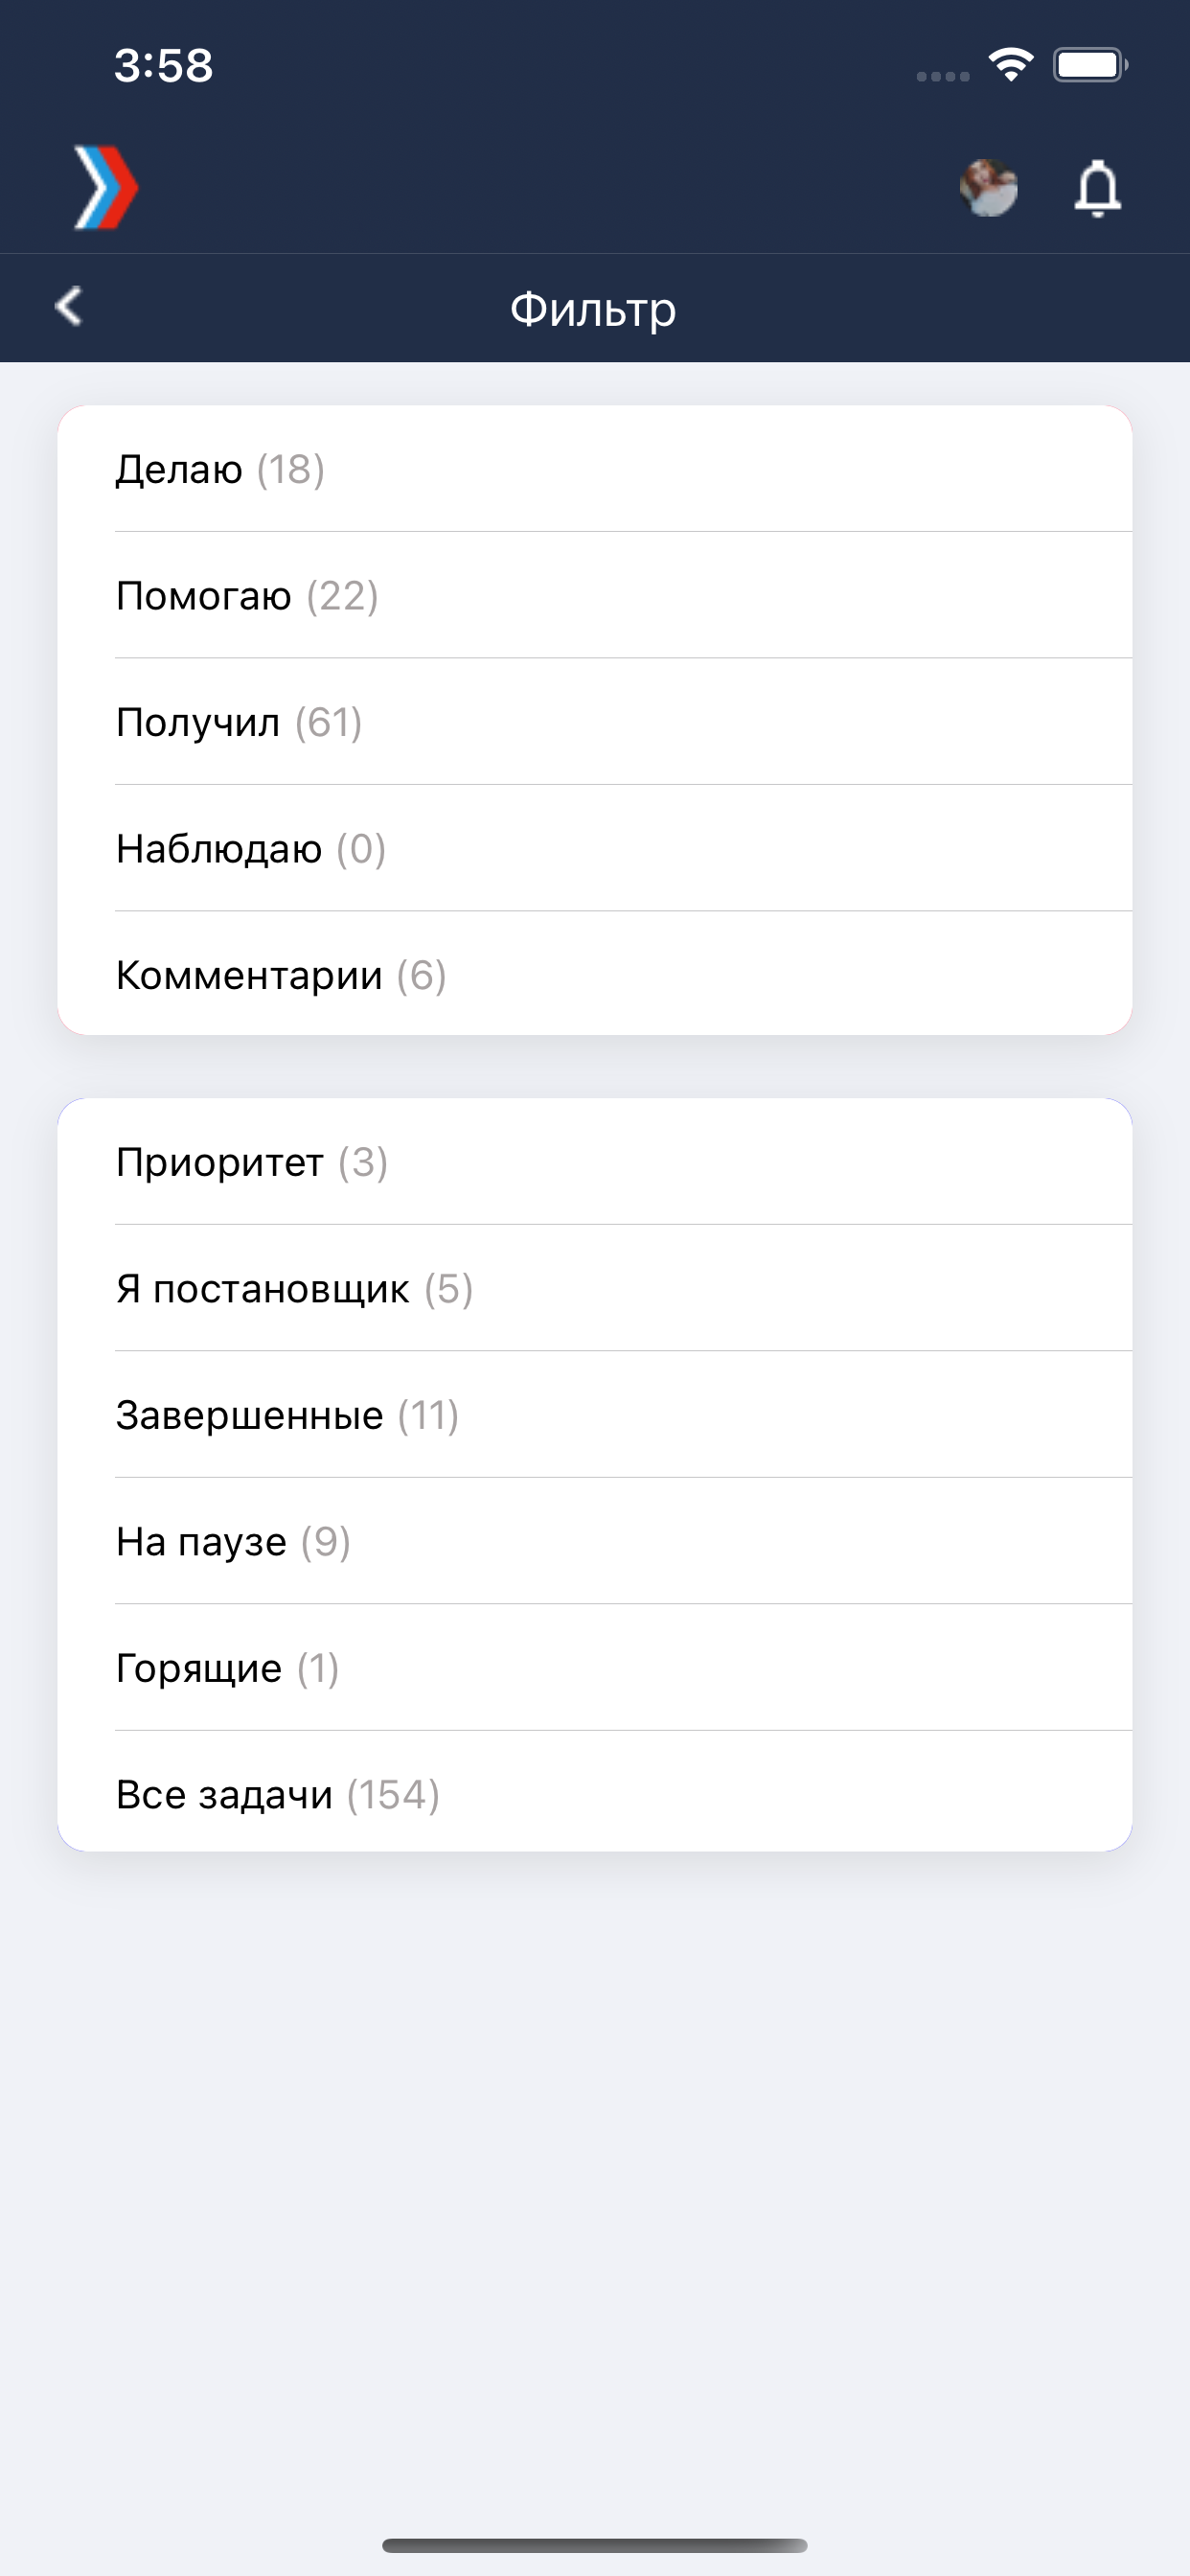 3:58
Фильтр
Делаю (18)
Помогаю (22)
Получил (61)
Наблюдаю (0)
Комментарии (6)
Приоритет (3)
Я постановщик (5)
Завершенные (11)
На паузе (9)
Горящие (1)
Все задачи (154)